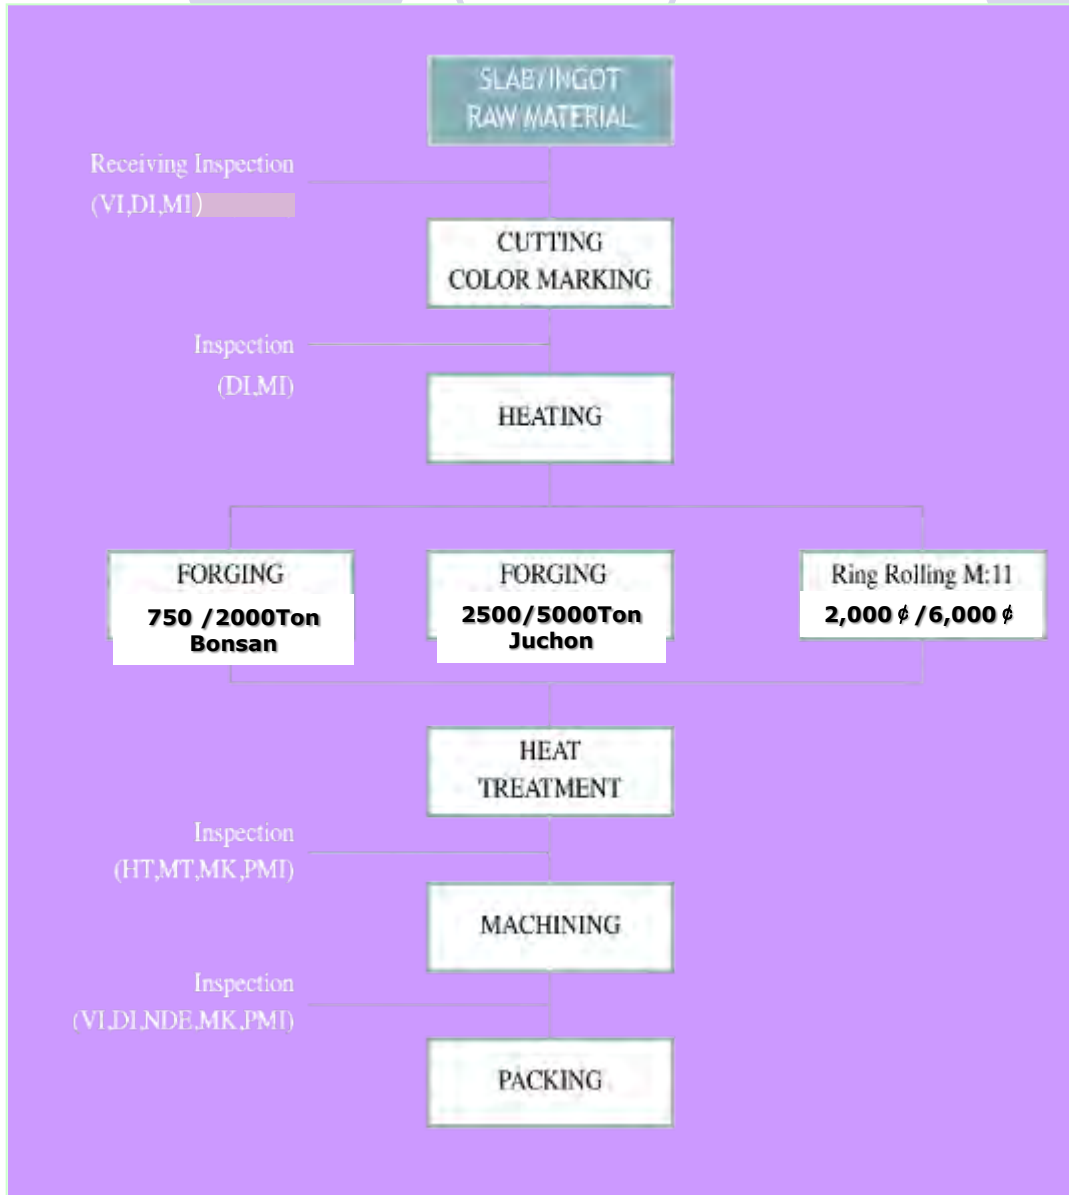 SLAB/INGOT
RAW MATERIAL
Receiving Inspection
(VI,DI,MI)
CUTTING
COLOR MARKING
Inspection
(DI,MI)
HEATING
FORGING
750 /2000Ton
Bonsan
FORGING
2500/5000Ton
Juchon
Ring Rolling M:11
2,000￠/6,000￠
HEAT
TREATMENT
Inspection
(HT,MT,MK,PMI)
MACHINING
Inspection
(VI,DI,NDE,MK,PMI)
PACKING